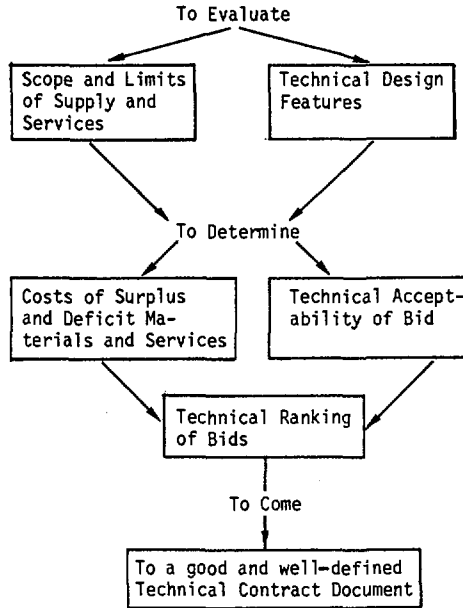 To Evaluate
Scope and Limits
of Supply and
Services
Technical Design
Features
To Determine
Costs of Surplus
and Deficit Ma-
terials and Services
Technical Accept-
ability of Bid
Technical Ranking
of Bids
To Come
To a good and well-defined
Technical Contract Document